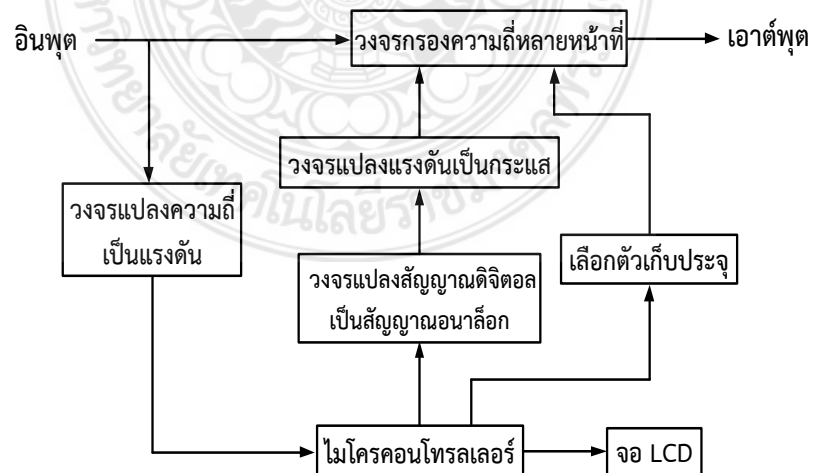 อินพุต
วงจรกรองความถี่หลายหน้าที่
เอาต์พุต
วงจรแปลงแรงดันเป็นกระแส
วงจรแปลงความถี่
เป็นแรงดัน
วงจรแปลงสัญญาณดิจิตอล
เป็นสัญญาณอนาล็อก
เลือกตัวเก็บประจุ
ไมโครคอนโทรลเลอร์
จอ LCD